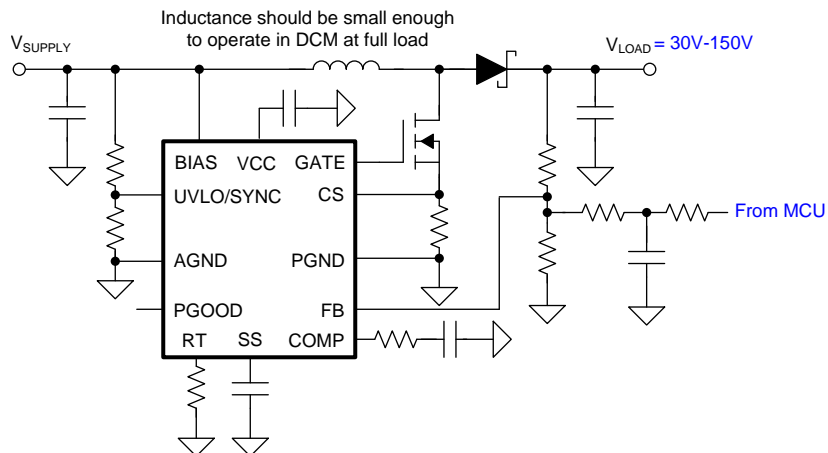 Inductance should be small enough
to operate in DCM at full load
VSUPPLY
VLOAD = 30V-150V
BIAS
VCC
GATE
UVLO/SYNC
CS
From MCU
AGND
PGND
PGOOD
FB
RT
SS
COMP